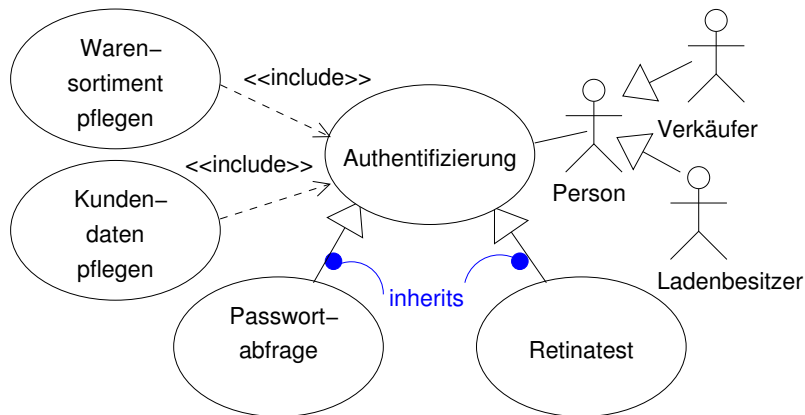 Waren−
sortiment
pflegen
<<include>>
<<include>>
Kunden-
daten
pflegen
Authentifizierung
Person
Verkäufer
Ladenbesitzer
inherits
Passwort-
abfrage
Retinatest